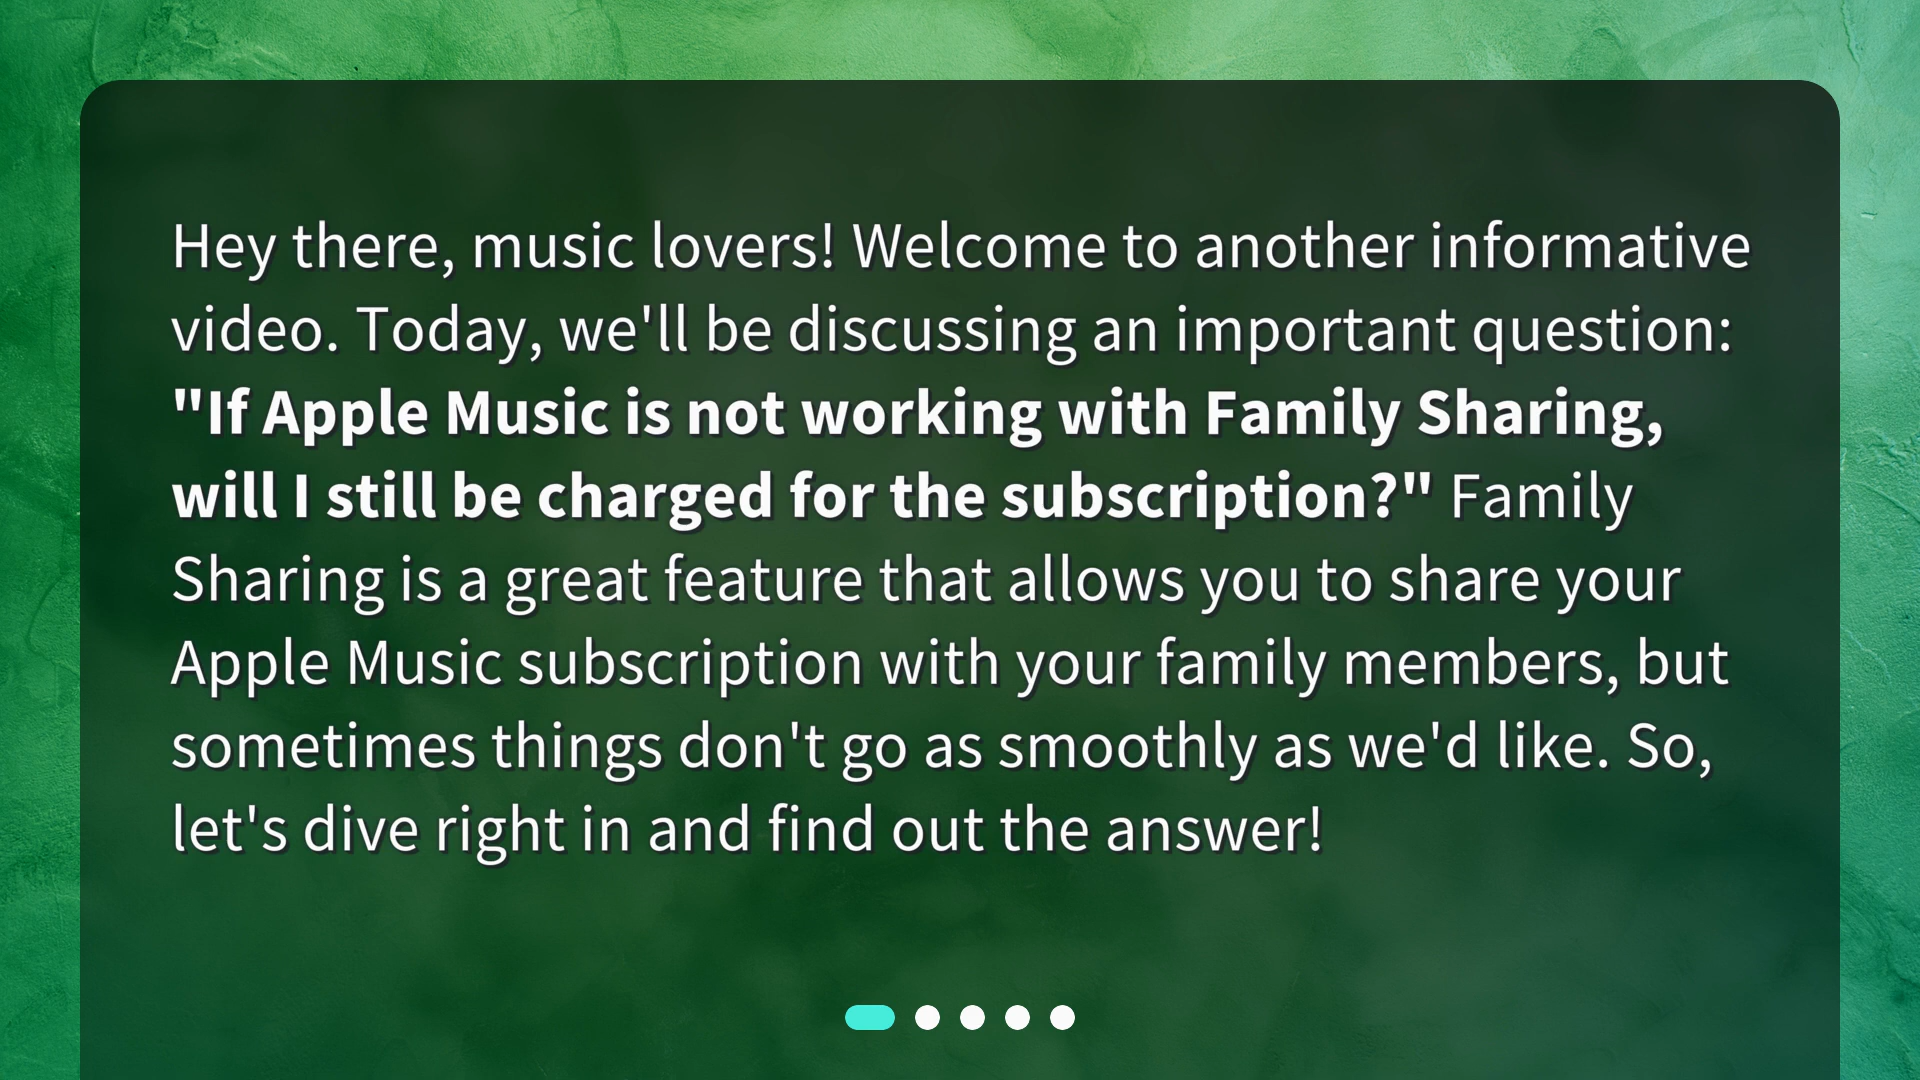 Hey there, music lovers! Welcome to another informative
video. Today, we'll be discussing an important question:
"If Apple Music is not working with Family Sharing,
will I still be charged for the subscription?" Family
Sharing is a great feature that allows you to share your
Apple Music subscription with your family members, but
sometimes things don't go as smoothly as we'd like. So,
let's dive right in and find out the answer!